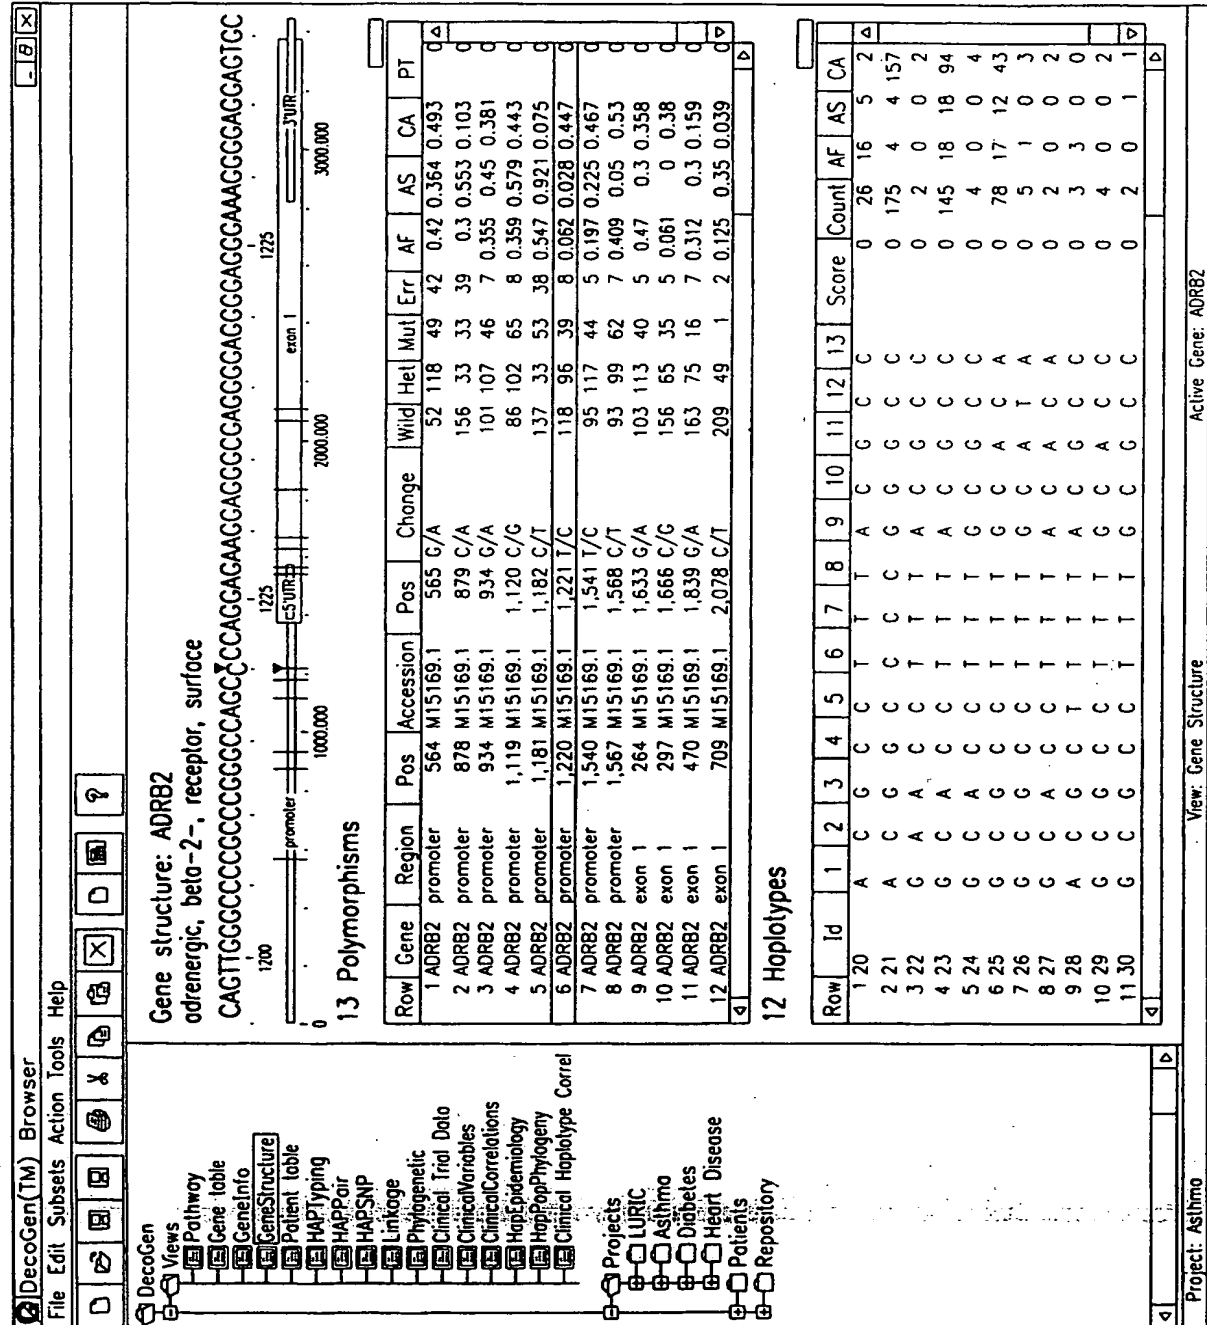 DecoGen(TM) Browser
File Edit Subsets Action Tools Help
DecoGen
Views
Pathway
Gene table
GeneInfo
GeneStructure
Patient table
HAPTyping
HAPPair
HAPSNP
Linkage
Phylogenetic
Clinical Trial Data
ClinicalVariables
ClinicalCorrelations
HapEpidemiology
HapPopPhylogeny
Clinical Haplotype Correl
Projects
LURIC
Asthma
Diabetes
Heart Disease
Patients
Repository
Gene structure: ADRB2
adrenergic, beta-2-, receptor, surface
1200 1225 1225
promoter 5'UTR exon 1 3'UTR
0 1000.000 2000.000 3000.000
13 Polymorphisms
Row Gene Region Pos Accession Pos Change Wild Het Mut Err AF AS CA PT
1 ADRB2 promoter 564 M15169.1 565 G/A 52 118 49 42 0.42 0.364 0.493 0
2 ADRB2 promoter 878 M15169.1 879 C/A 156 33 33 39 0.3 0.553 0.103 0
3 ADRB2 promoter 934 M15169.1 934 G/A 101 107 46 7 0.355 0.45 0.381 0
4 ADRB2 promoter 1,119 M15169.1 1,120 C/G 86 102 65 8 0.359 0.579 0.443 0
5 ADRB2 promoter 1,181 M15169.1 1,182 C/T 137 33 53 38 0.547 0.921 0.075 0
6 ADRB2 promoter 1,220 M15169.1 1,221 T/C 118 96 39 8 0.062 0.028 0.447 0
7 ADRB2 promoter 1,540 M15169.1 1,541 T/C 95 117 44 5 0.197 0.225 0.467 0
8 ADRB2 promoter 1,567 M15169.1 1,568 C/T 93 99 62 7 0.409 0.05 0.53 0
9 ADRB2 exon 1 264 M15169.1 1,633 G/A 103 113 40 5 0.47 0.3 0.358 0
10 ADRB2 exon 1 297 M15169.1 1,666 C/G 156 65 35 5 0.061 0 0.38 0
11 ADRB2 exon 1 470 M15169.1 1,839 G/A 163 75 16 7 0.312 0.3 0.159 0
12 ADRB2 exon 1 709 M15169.1 2,078 C/T 209 49 1 2 0.125 0.35 0.039 0
12 Haplotypes
Row Id 1 2 3 4 5 6 7 8 9 10 11 12 13 Score Count AF AS CA
1 20 A C G C C T T T A C G C C 0 26 16 5 2
2 21 A C G G C C C C G C G C C 0 175 4 4 157
3 22 G A A C C T T T A C G C C 0 2 0 0 2
4 23 G C A C C T T T A C G C C 0 145 18 18 94
5 24 G C A C C T T T G C G C C 0 4 0 0 4
6 25 G C G C C T T T G C A C A 0 78 17 12 43
7 26 G C G C C T T T G C A T A 0 5 1 0 3
8 27 G C A C C T T T A C A C A 0 2 0 0 2
9 28 A C G C T T T T A C G C C 0 3 3 0 0
10 29 G C G C C T T T G C A C C 0 4 0 0 2
11 30 G C G C C T T T G C G C C 0 2 0 1 1
Project: Asthma View: Gene Structure Active Gene: ADRB2